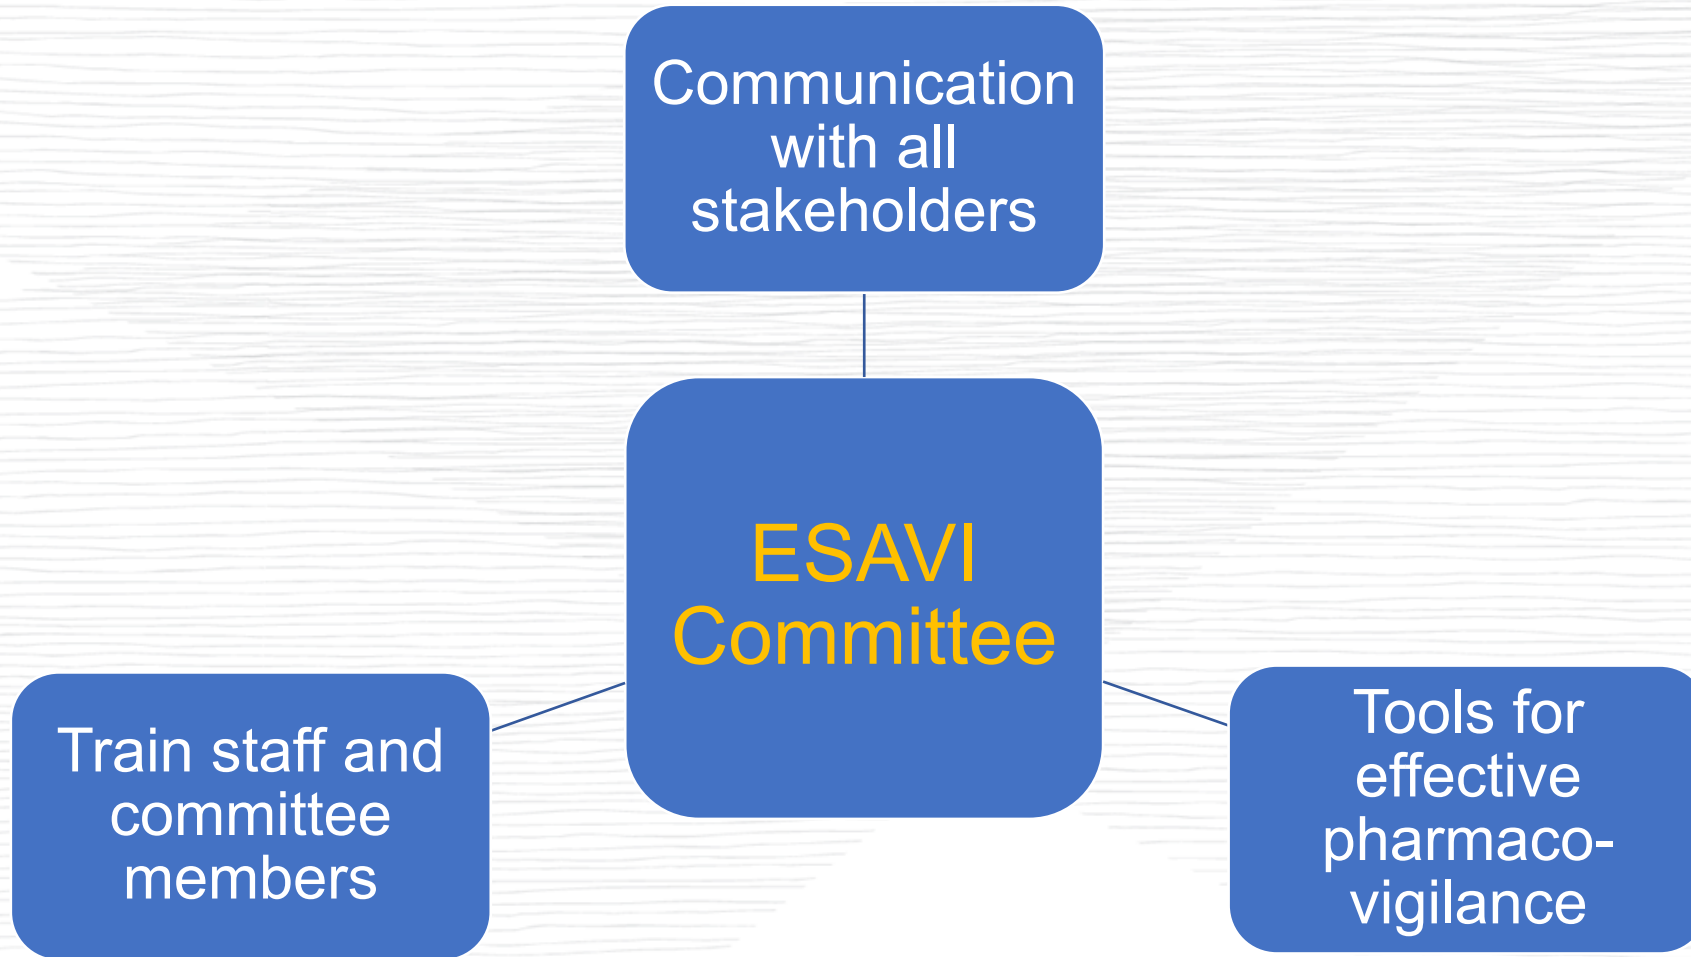 Communication
with all
stakeholders
ESAVI
Committee
Train staff and
committee
members
Tools for
effective
pharmaco-
vigilance